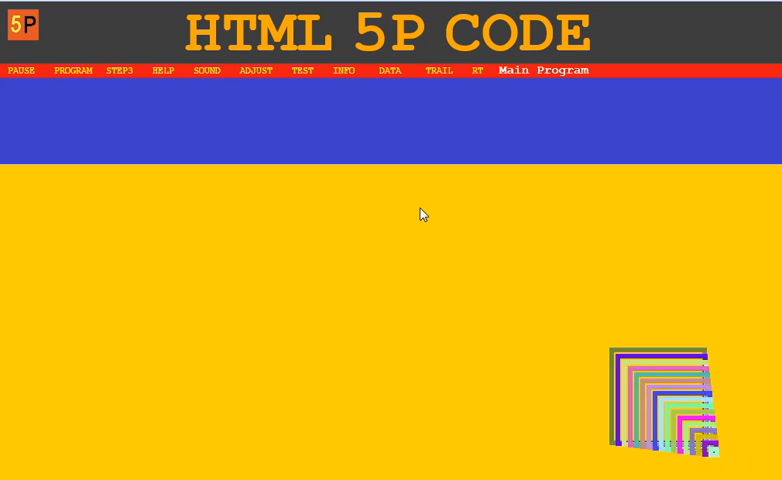 5P
HTML 5P CODE
PAUSE PROGRAM STEP3 HELP SOUND ADJUST TEST INFO DATA TRAIL RT Main Program